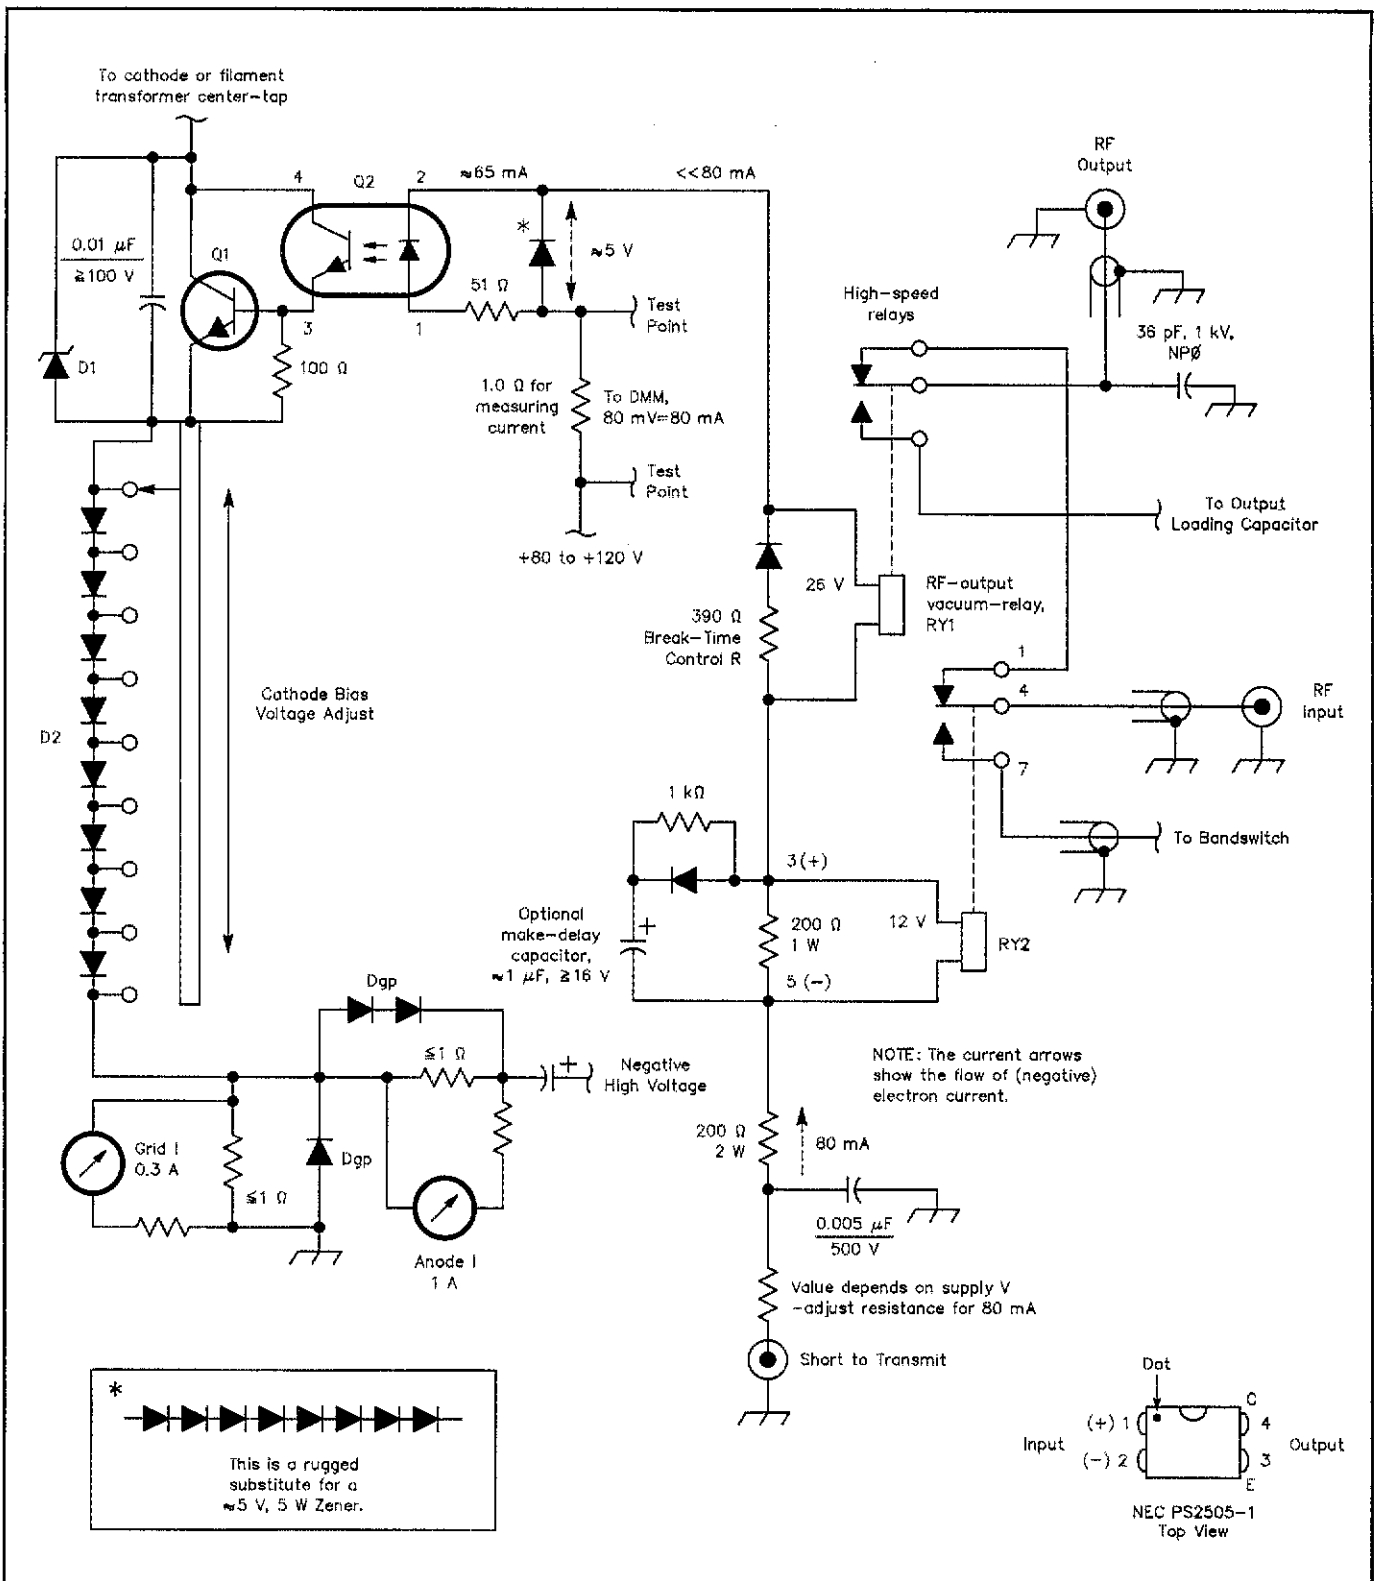 To cathode or filament
transformer center-tap
4
Q2
2
≈65 mA
<<80 mA
RF
Output
0.01 µF
≧100 V
Q1
*
≈5 V
51 Ω
3
1
Test
Point
High-speed
relays
36 pF, 1 kV,
NPØ
D1
100 Ω
1.0 Ω for
measuring
current
To DMM,
80 mV=80 mA
Test
Point
+80 to +120 V
To Output
Loading Capacitor
26 V
RF-output
vacuum-relay,
RY1
390 Ω
Break-Time
Control R
Cathode Bias
Voltage Adjust
D2
1
4
7
RF
Input
To Bandswitch
1 kΩ
3 (+)
Optional
make-delay
capacitor,
≈1 µF, ≧16 V
+
200 Ω
1 W
12 V
RY2
5 (-)
Dgp
≦1 Ω
+
Negative
High Voltage
NOTE: The current arrows
show the flow of (negative)
electron current.
Grid I
0.3 A
≦1 Ω
Dgp
Anode I
1 A
200 Ω
2 W
80 mA
0.005 µF
500 V
Value depends on supply V
-adjust resistance for 80 mA
Short to Transmit
*
This is a rugged
substitute for a
≈5 V, 5 W Zener.
Dot
C
(+) 1
4
Input
Output
(-) 2
3
E
NEC PS2505-1
Top View